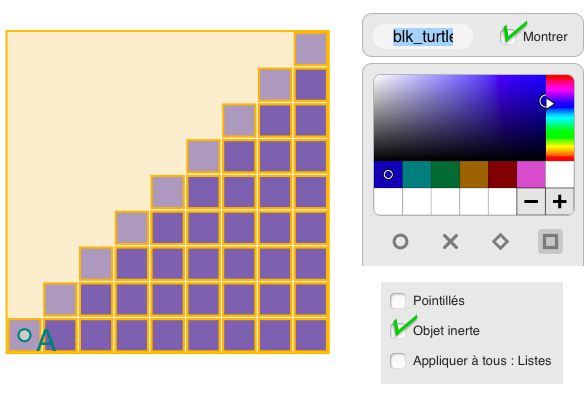 blk_turtle
Montrer
A
Pointillés
Objet inerte
Appliquer à tous : Listes